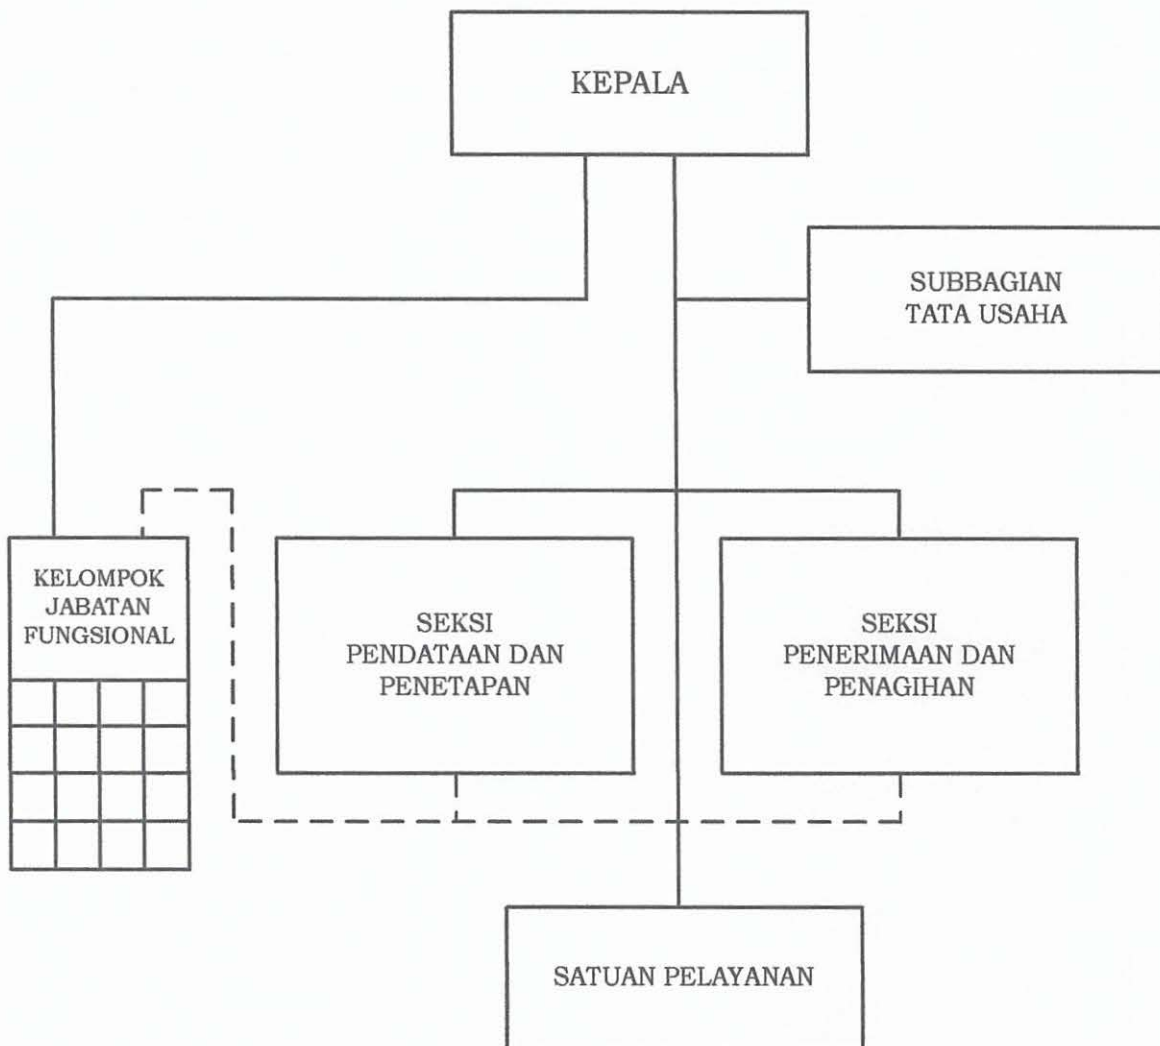 KEPALA
SUBBAGIAN
TATA USAHA
KELOMPOK
JABATAN
FUNGSIONAL
SEKSI
PENDATAAN DAN
PENETAPAN
SEKSI
PENERIMAAN DAN
PENAGIHAN
SATUAN PELAYANAN